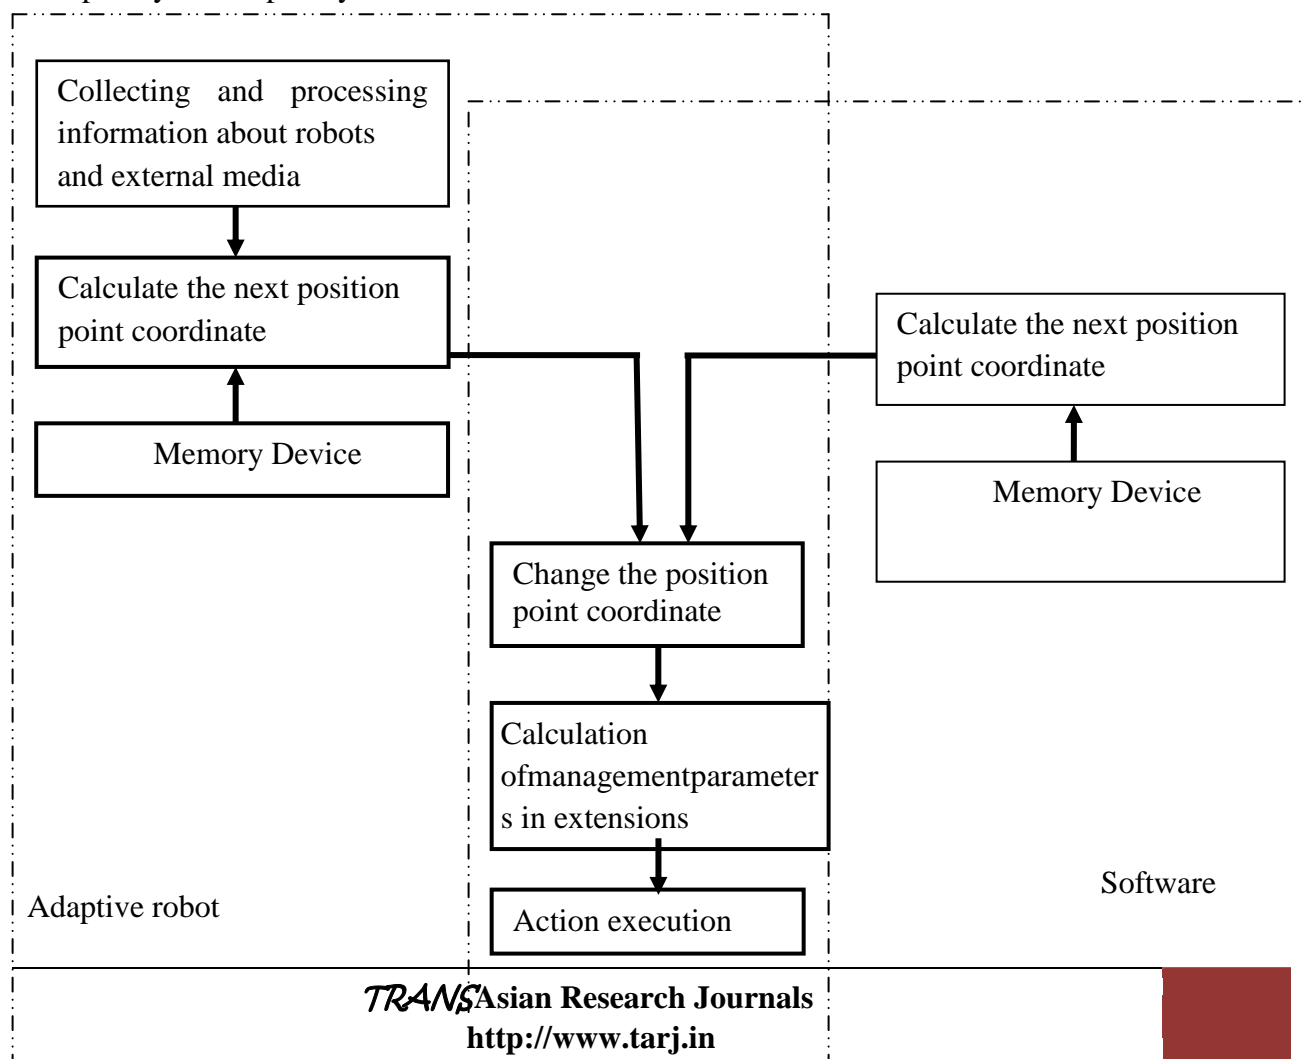 Collecting and processing
information about robots
and external media
Calculate the next position
point coordinate
Memory Device
Calculate the next position
point coordinate
Memory Device
Change the position
point coordinate
Calculation
ofmanagementparameter
s in extensions
Action execution
Adaptive robot
Software
TRANSAsian Research Journals
http://www.tarj.in